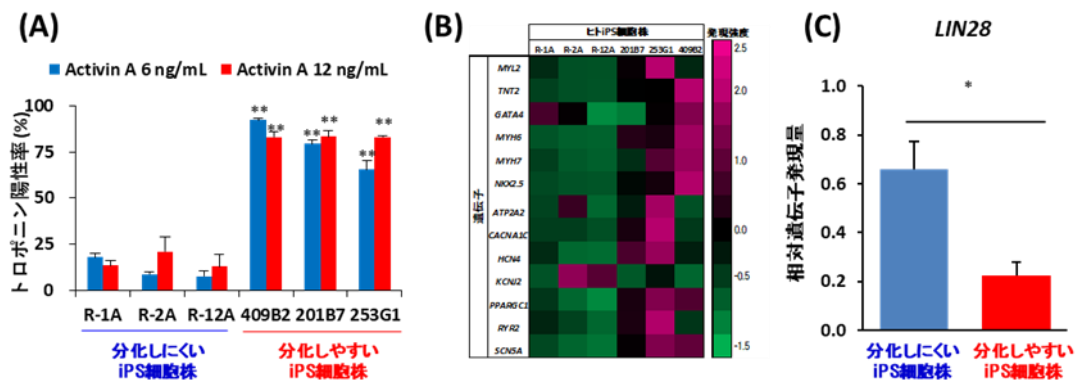 (A)
Activin A 6 ng/mL
Activin A 12 ng/mL
トロポニン陽性率 (%)
100
75
50
25
0
**
**
**
**
**
**
R-1A R-2A R-12A 409B2 201B7 253G1
分化しにくい
iPS細胞株
分化しやすい
iPS細胞株
(B)
ヒトiPS細胞株
発現強度
R-1A R-2A R-12A 201B7 253G1 409B2
遺伝子
MYL2
TNT2
GATA4
MYH6
MYH7
NKX2.5
ATP2A2
CACNA1C
HCN4
KCNJ2
PPARGC1
RYR2
SCN5A
2.5
2.0
1.0
0.0
-0.5
-1.5
(C)
LIN28
*
相対遺伝子発現量
1.0
0.8
0.6
0.4
0.2
0.0
分化しにくい
iPS細胞株
分化しやすい
iPS細胞株